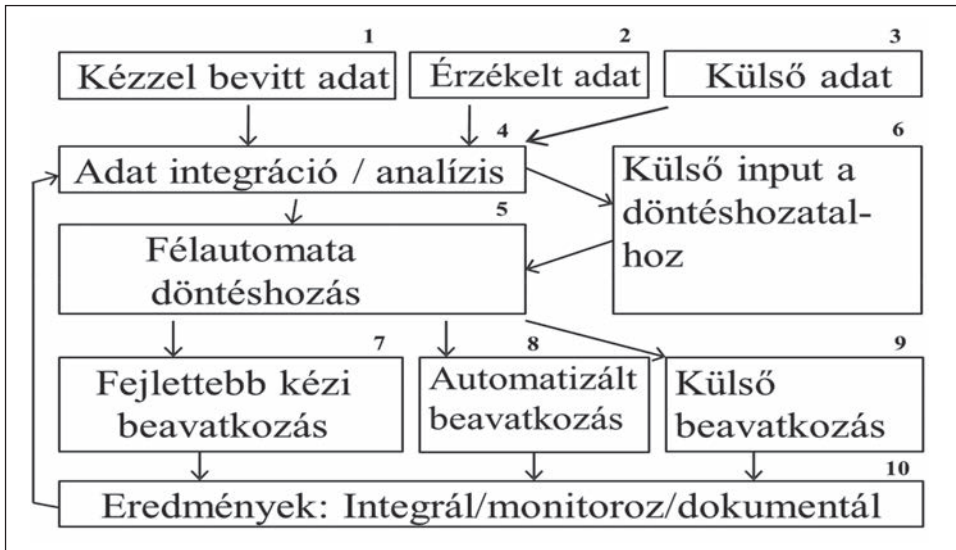 1
Kézzel bevitt adat
2
Érzékelt adat
3
Külső adat
4
Adat integráció / analízis
6
Külső input a
döntéshozatal-
hoz
5
Félautomata
döntéshozás
7
Fejlettebb kézi
beavatkozás
8
Automatizált
beavatkozás
9
Külső
beavatkozás
10
Eredmények: Integrál/monitoroz/dokumentál